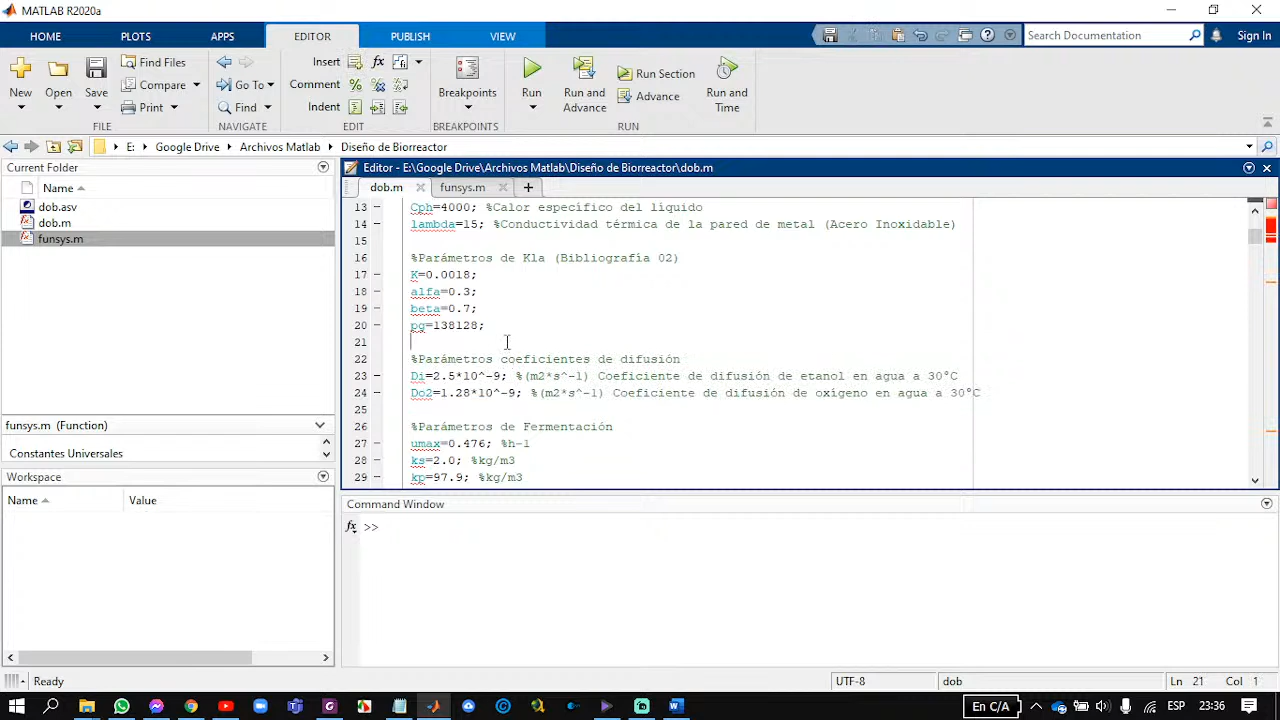 MATLAB R2020a
HOME PLOTS APPS EDITOR PUBLISH VIEW Search Documentation Sign In
New Open Save Find Files Compare Print
Go To Find
Insert Comment Indent fx
Breakpoints
Run Run and Advance Run Section Advance Run and Time
FILE NAVIGATE EDIT BREAKPOINTS RUN
E: Google Drive Archivos Matlab Diseño de Biorreactor
Current Folder
Name
dob.asv
dob.m
funsys.m
funsys.m (Function)
Constantes Universales
Workspace
Name Value
Editor - E:\Google Drive\Archivos Matlab\Diseño de Biorreactor\dob.m
dob.m funsys.m
13 Cph=4000; %Calor específico del líquido
14 lambda=15; %Conductividad térmica de la pared de metal (Acero Inoxidable)
15
16 %Parámetros de Kla (Bibliografía 02)
17 K=0.0018;
18 alfa=0.3;
19 beta=0.7;
20 pg=138128;
21
22 %Parámetros coeficientes de difusión
23 Di=2.5*10^-9; %(m2*s^-1) Coeficiente de difusión de etanol en agua a 30°C
24 Do2=1.28*10^-9; %(m2*s^-1) Coeficiente de difusión de oxígeno en agua a 30°C
25
26 %Parámetros de Fermentación
27 umax=0.476; %h-1
28 ks=2.0; %kg/m3
29 kp=97.9; %kg/m3
Command Window
fx >>
Ready UTF-8 dob Ln 21 Col 1
En C/A ESP 23:36